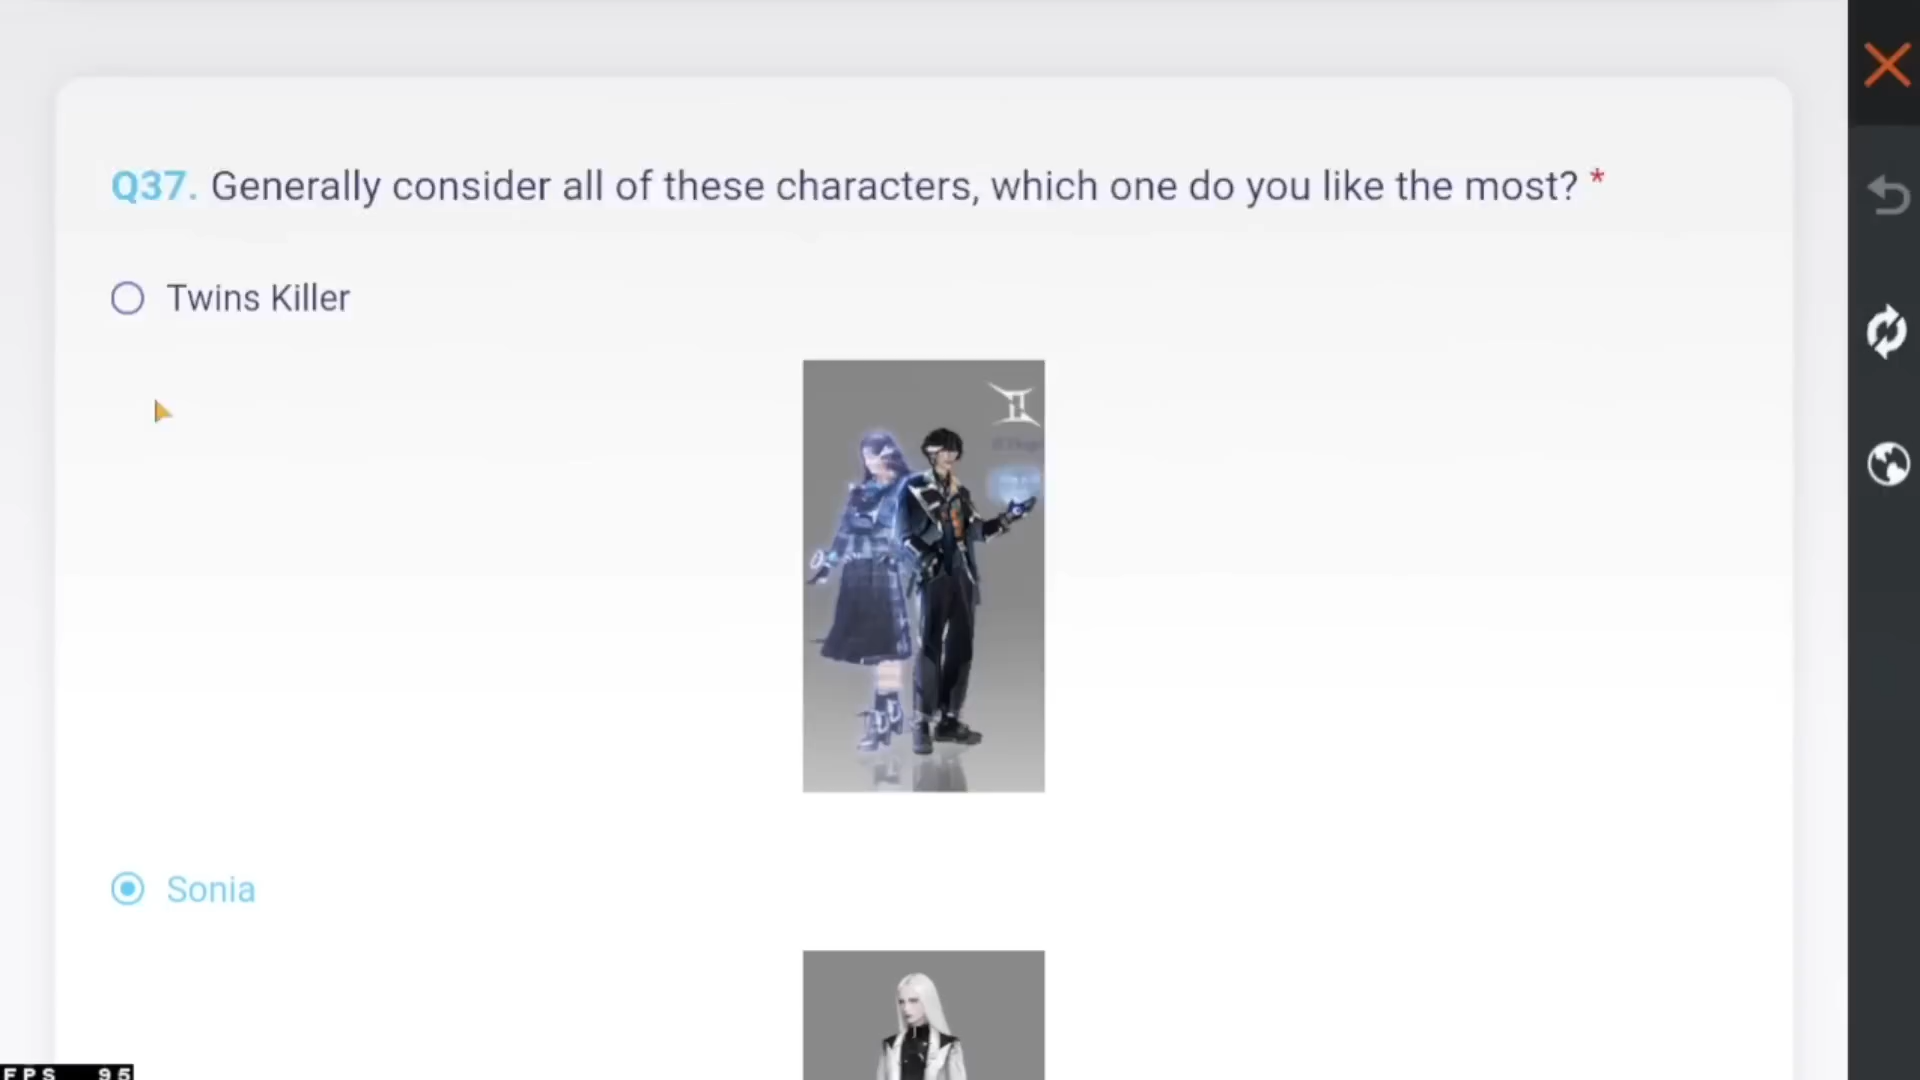 Q37. Generally consider all of these characters, which one do you like the most? *
Twins Killer
Sonia
FPS 95